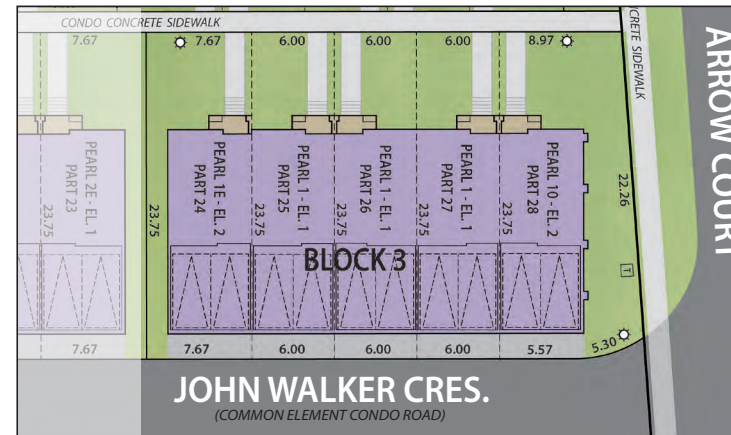 CONDO CONCRETE SIDEWALK
7.67
7.67
6.00
6.00
6.00
8.97
CRETE SIDEWALK
ARROW COURT
PEARL 2E - EL. 1
PART 23
23.75
23.75
PEARL 1E - EL. 2
PART 24
23.75
PEARL 1 - EL. 1
PART 25
23.75
PEARL 1 - EL. 1
PART 26
23.75
PEARL 1 - EL. 1
PART 27
23.75
PEARL 10 - EL. 2
PART 28
22.26
BLOCK 3
T
7.67
7.67
6.00
6.00
6.00
5.57
5.30
JOHN WALKER CRES.
(COMMON ELEMENT CONDO ROAD)